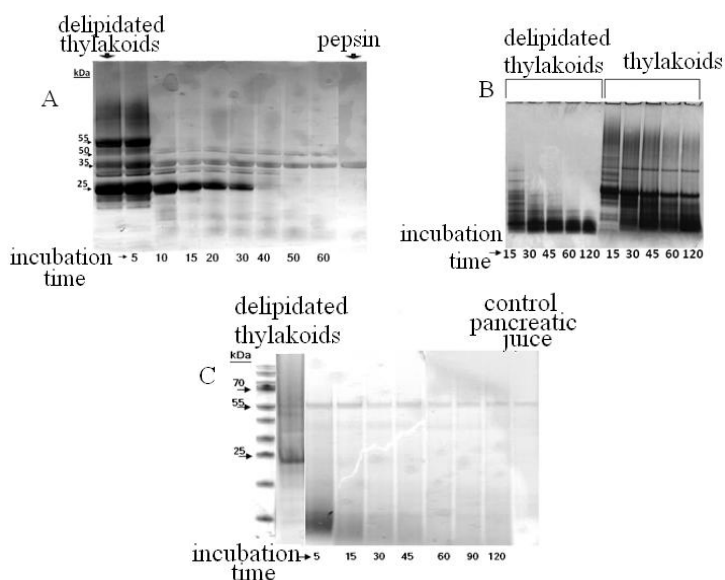 delipidated
thylakoids
pepsin
kDa
A
55
50
35
25
incubation
time
5 10 15 20 30 40 50 60
delipidated
thylakoids
thylakoids
B
incubation
time
15 30 45 60 120 15 30 45 60 120
delipidated
thylakoids
control
pancreatic
juice
kDa
C
70
55
25
incubation
time
5 15 30 45 60 90 120